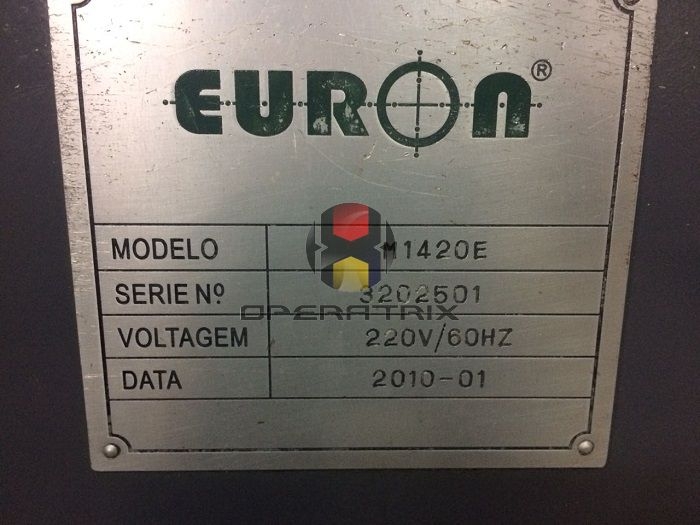 EURON®
MODELO M1420E
SERIE Nº 3202501
OPERATRIX
VOLTAGEM 220V/60HZ
DATA 2010-01